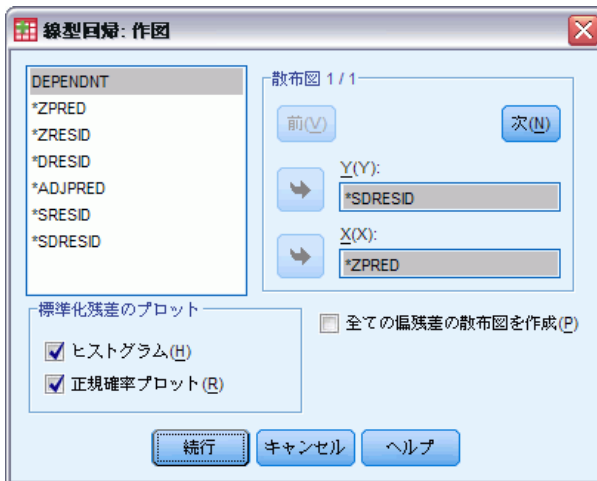 線型回帰: 作図
DEPENDNT
*ZPRED
*ZRESID
*DRESID
*ADJPRED
*SRESID
*SDRESID
散布図 1 / 1
前(V)
次(N)
Y(Y):
*SDRESID
X(X):
*ZPRED
標準化残差のプロット
ヒストグラム(H)
正規確率プロット(R)
全ての偏残差の散布図を作成(P)
続行
キャンセル
ヘルプ